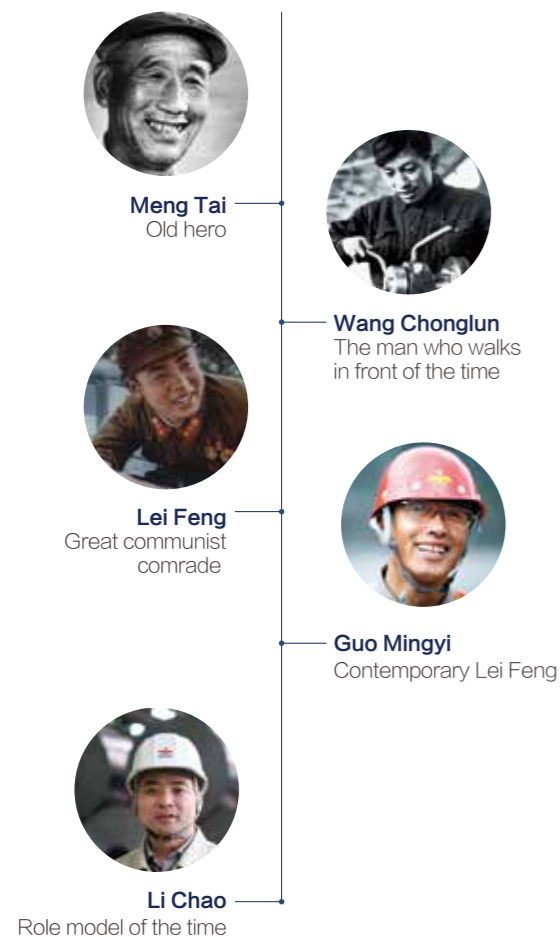 Meng Tai
Old hero
Wang Chonglun
The man who walks
in front of the time
Lei Feng
Great communist
comrade
Guo Mingyi
Contemporary Lei Feng
Li Chao
Role model of the time